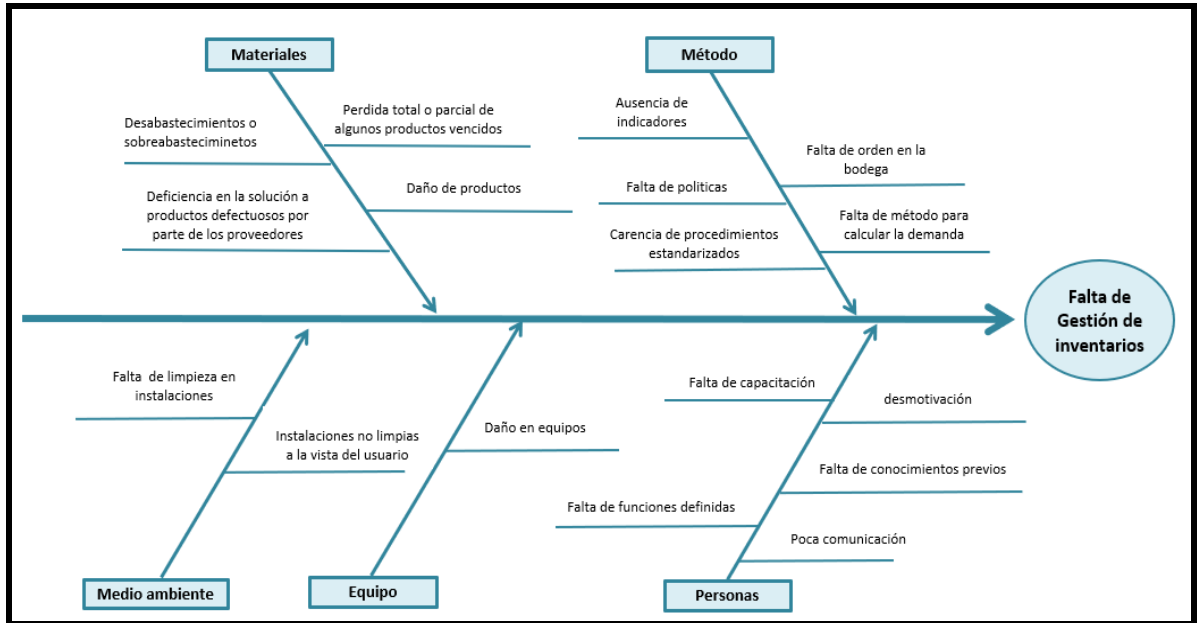 Materiales
Método
Desabastecimientos o
sobreabasteciminetos
Perdida total o parcial de
algunos productos vencidos
Deficiencia en la solución a
productos defectuosos por
parte de los proveedores
Daño de productos
Ausencia de
indicadores
Falta de orden en la
bodega
Falta de politicas
Falta de método para
calcular la demanda
Carencia de procedimientos
estandarizados
Falta de
Gestión de
inventarios
Falta de limpieza en
instalaciones
Instalaciones no limpias
a la vista del usuario
Daño en equipos
Falta de capacitación
desmotivación
Falta de conocimientos previos
Falta de funciones definidas
Poca comunicación
Medio ambiente
Equipo
Personas